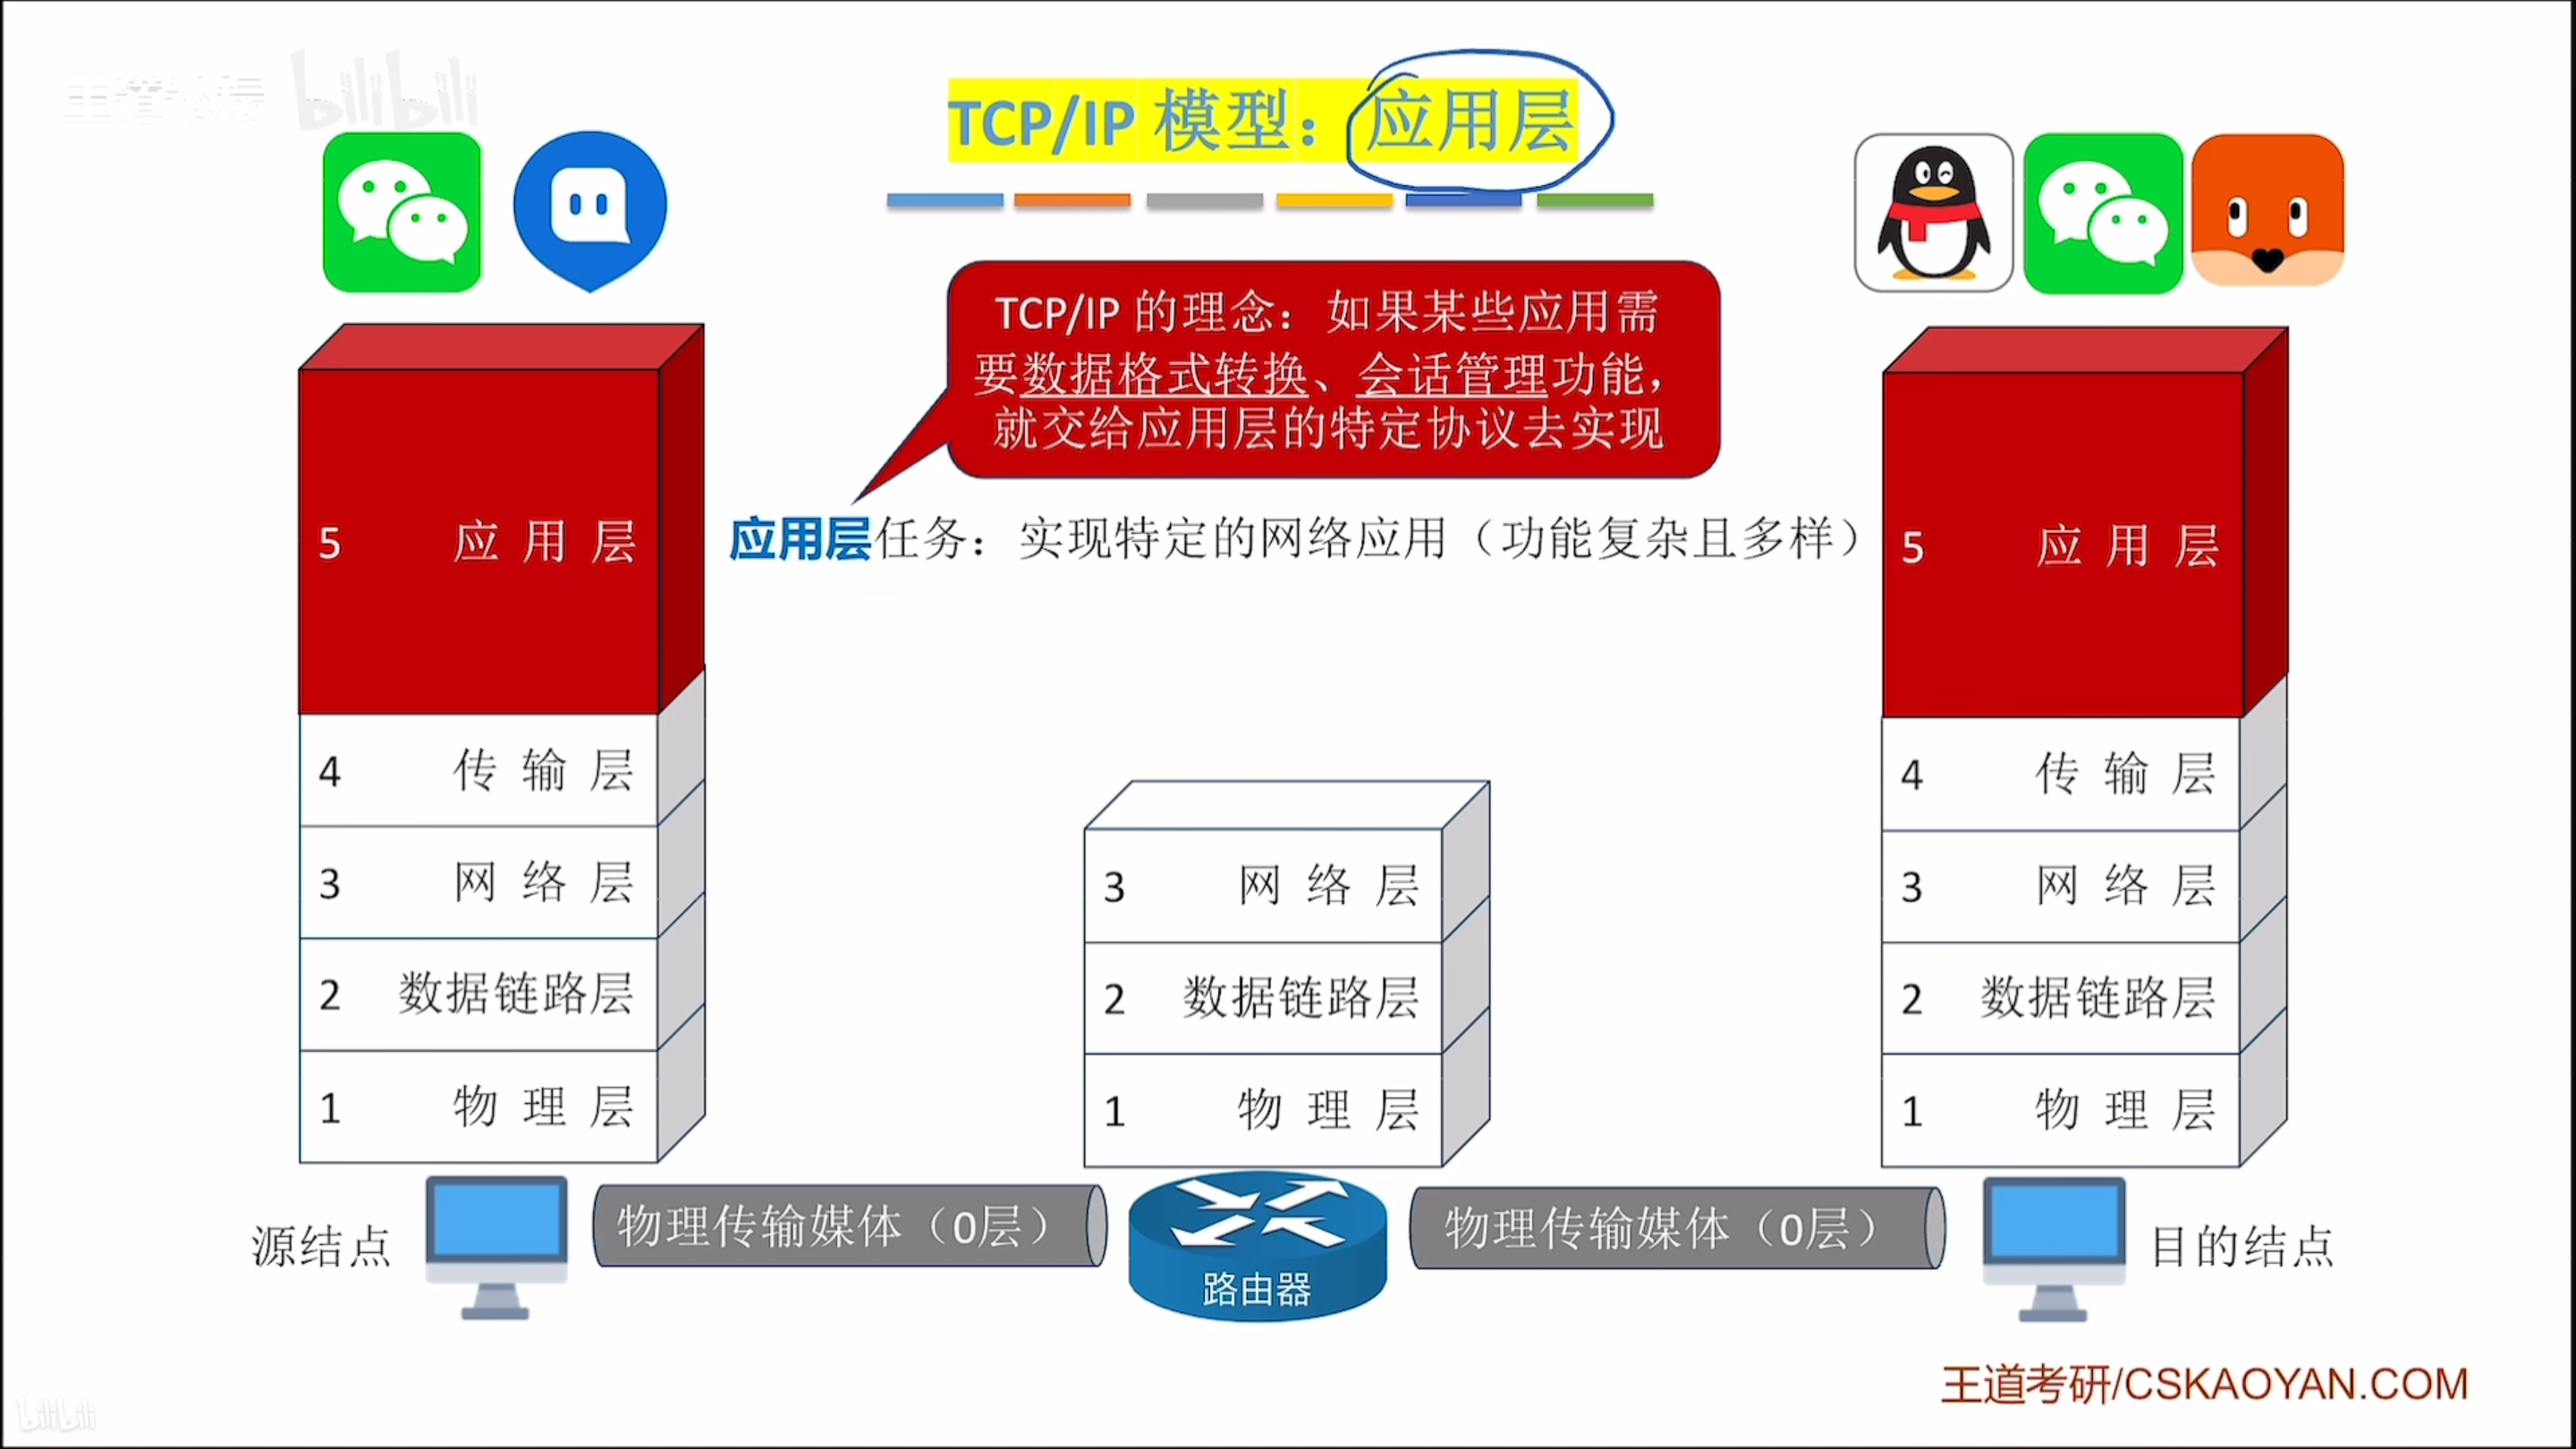 王道论坛 bilibili
TCP/IP 模型：应用层
TCP/IP 的理念：如果某些应用需
要数据格式转换、会话管理功能，
就交给应用层的特定协议去实现
应用层任务：实现特定的网络应用（功能复杂且多样）
5 应用层
4 传输层
3 网络层
2 数据链路层
1 物理层
3 网络层
2 数据链路层
1 物理层
5 应用层
4 传输层
3 网络层
2 数据链路层
1 物理层
源结点
物理传输媒体（0层）
路由器
物理传输媒体（0层）
目的结点
王道考研/CSKAOYAN.COM
bilibili